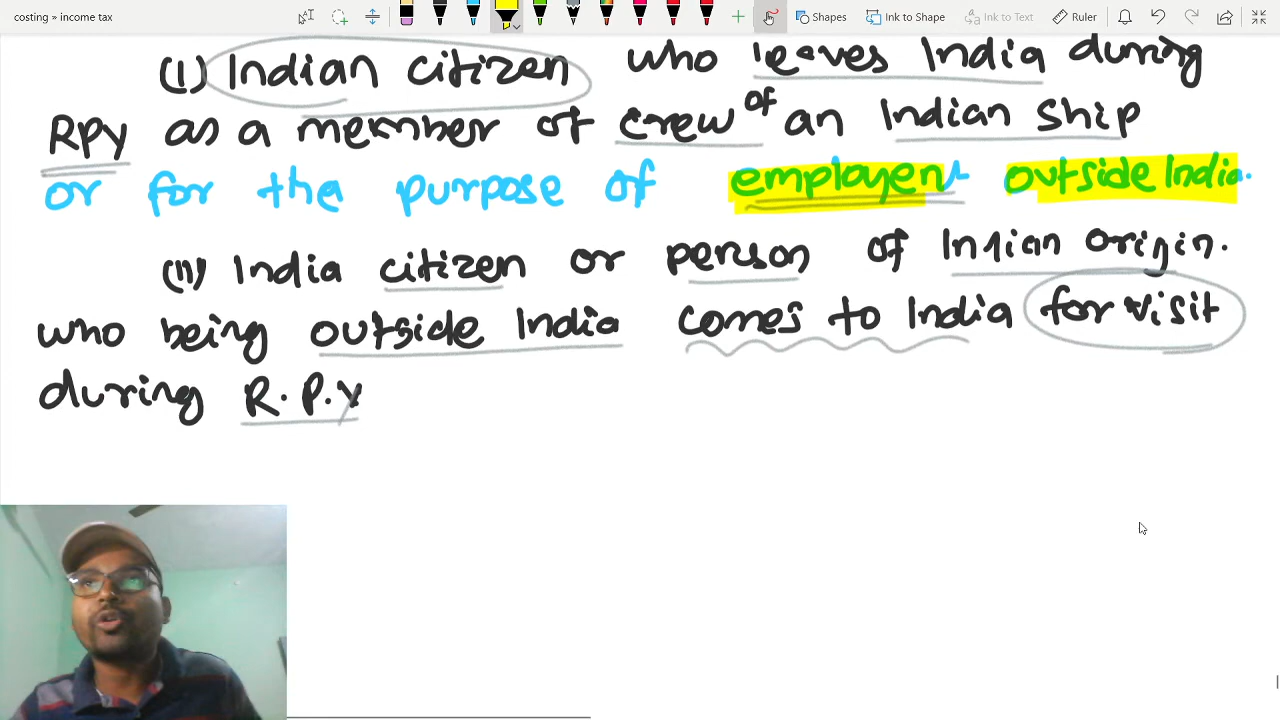 costing » income tax
Shapes
Ink to Shape
Ink to Text
Ruler
(I) Indian citizen who leaves India during
Rpy as a member of crew of an Indian ship
or for the purpose of employent outside India.
(II) India citizen or person of Indian origin.
who being outside India comes to India for visit
during R.P.Y